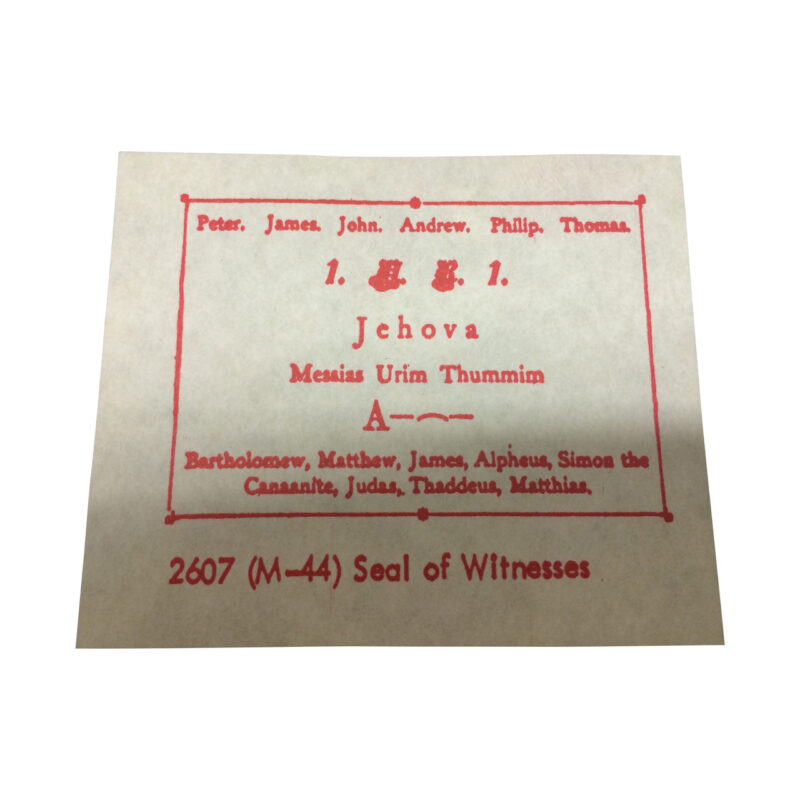 Peter. James. John. Andrew. Philip. Thomas.
1. H. . 1.
Jehova
Messias Urim Thummim
A
Bartholomew, Matthew, James, Alpheus, Simon the
Canaanite, Judas, Thaddeus, Matthias.
2607 (M-44) Seal of Witnesses